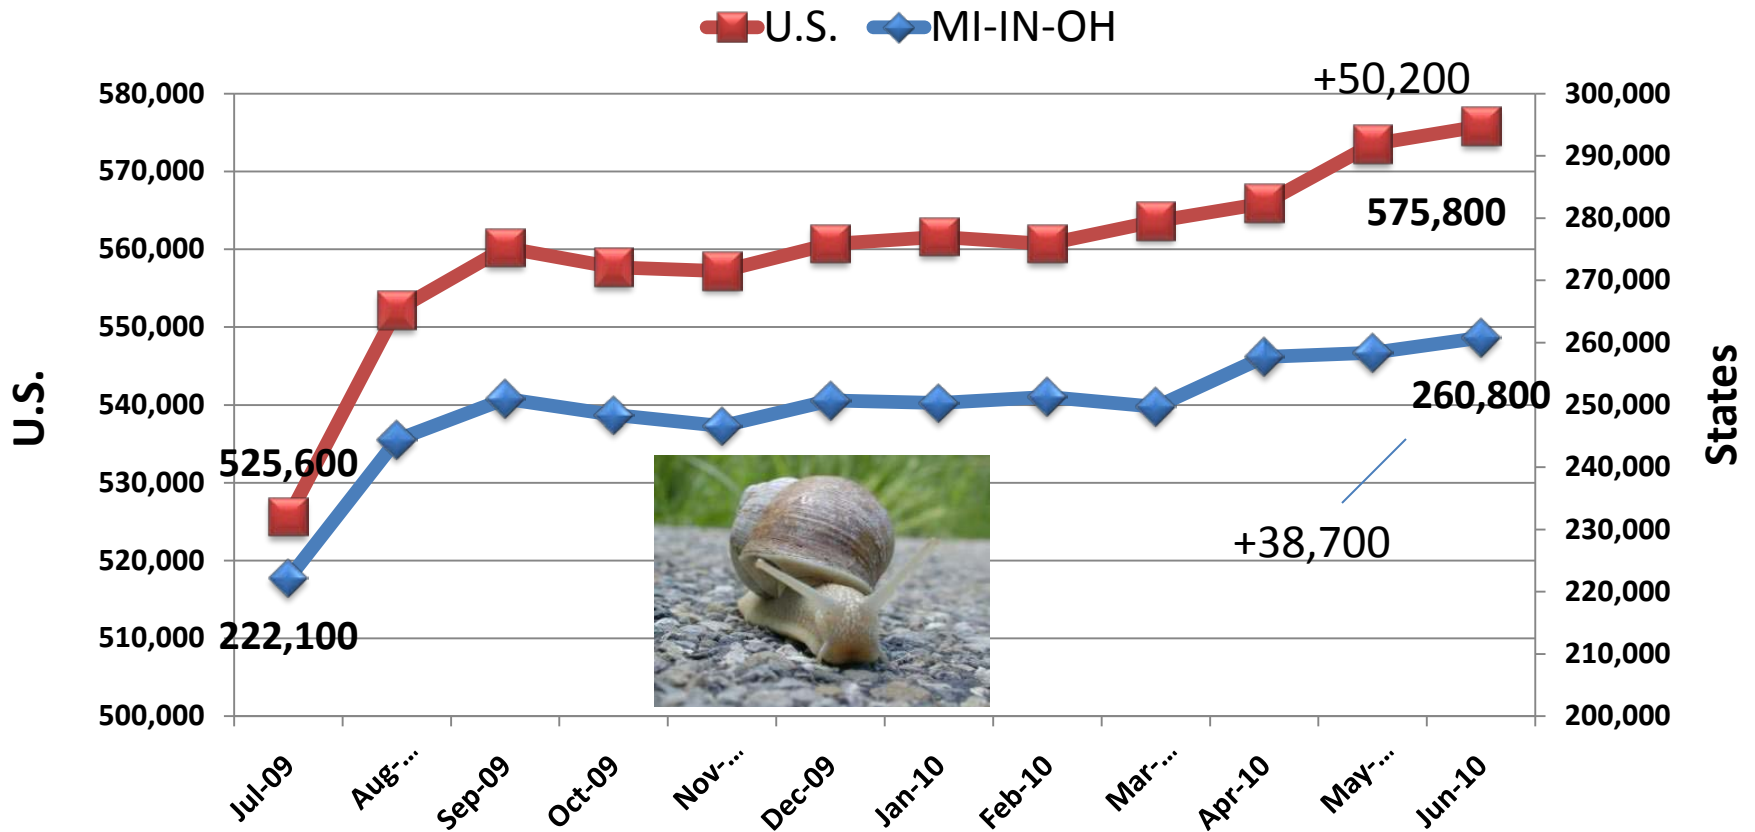 U.S. MI-IN-OH
+50,200
580,000 300,000
570,000 290,000
575,800
560,000 280,000
270,000
550,000 260,000
540,000 260,800 250,000
525,600 240,000
530,000 230,000
+38,700
520,000 220,000
222,100
510,000 210,000
500,000 200,000
U.S.
States
Jul-09 Aug-... Sep-09 Oct-09 Nov-... Dec-09 Jan-10 Feb-10 Mar-... Apr-10 May-... Jun-10